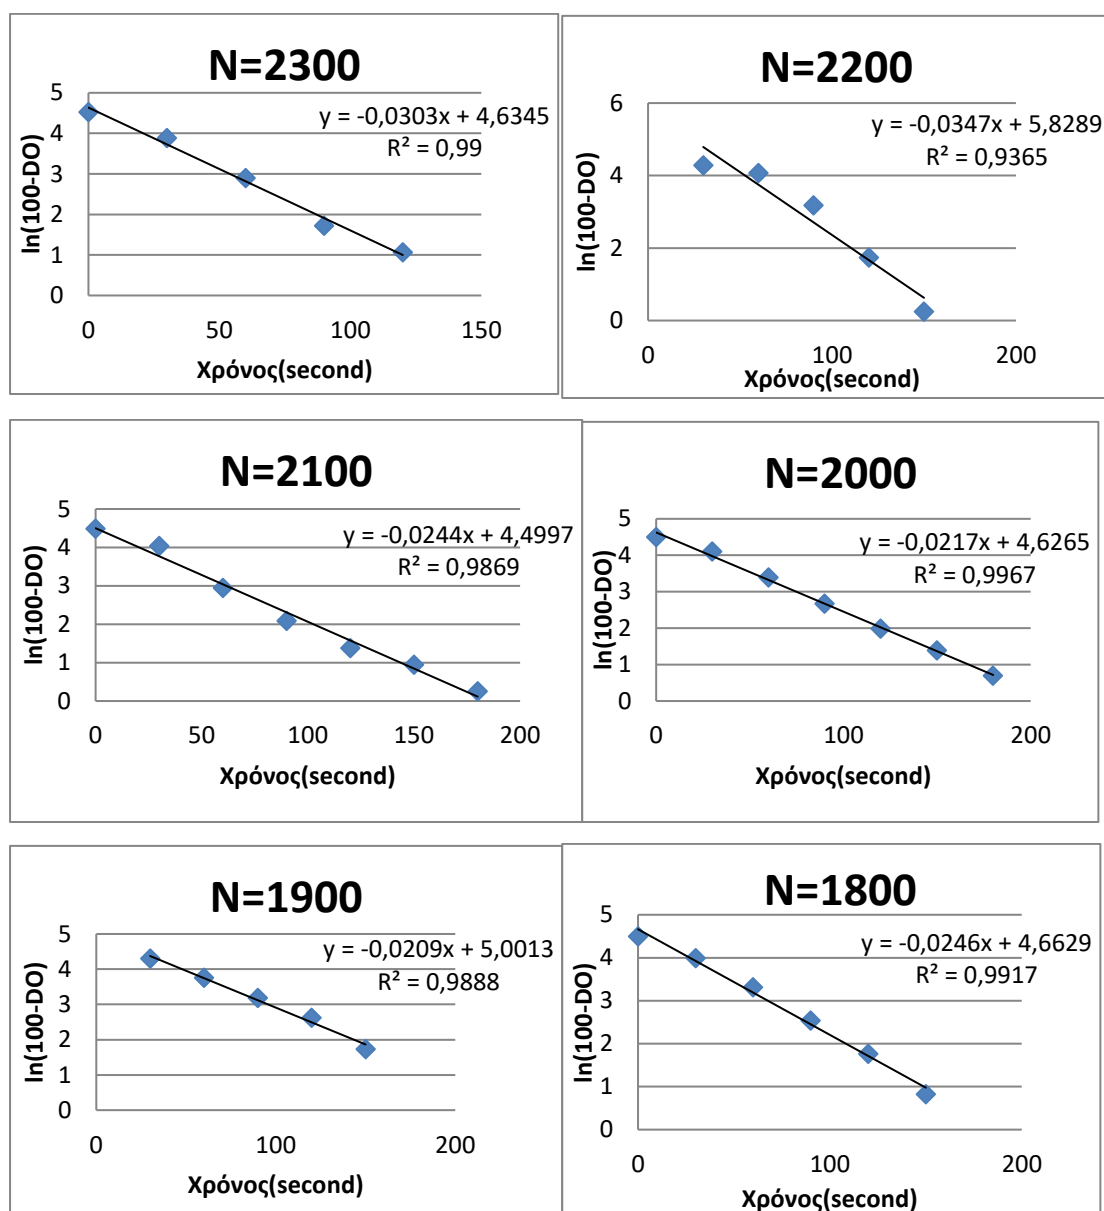 N=2300
y = -0,0303x + 4,6345
R² = 0,99
ln(100-DO)
5
4
3
2
1
0
0 50 100 150
Χρόνος(second)
N=2200
y = -0,0347x + 5,8289
R² = 0,9365
ln(100-DO)
6
4
2
0
0 100 200
Χρόνος(second)
N=2100
y = -0,0244x + 4,4997
R² = 0,9869
ln(100-DO)
5
4
3
2
1
0
0 50 100 150 200
Χρόνος(second)
N=2000
y = -0,0217x + 4,6265
R² = 0,9967
ln(100-DO)
5
4
3
2
1
0
0 100 200
Χρόνος(second)
N=1900
y = -0,0209x + 5,0013
R² = 0,9888
ln(100-DO)
5
4
3
2
1
0
0 100 200
Χρόνος(second)
N=1800
y = -0,0246x + 4,6629
R² = 0,9917
ln(100-DO)
5
4
3
2
1
0
0 100 200
Χρόνος(second)